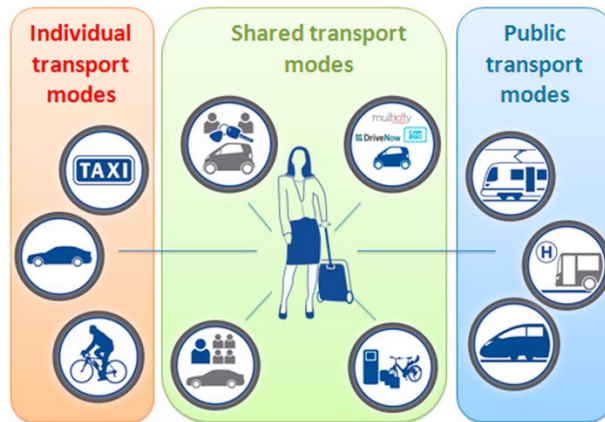 Individual
transport
modes
Shared transport
modes
Public
transport
modes
TAXI
multicity
DriveNow
H